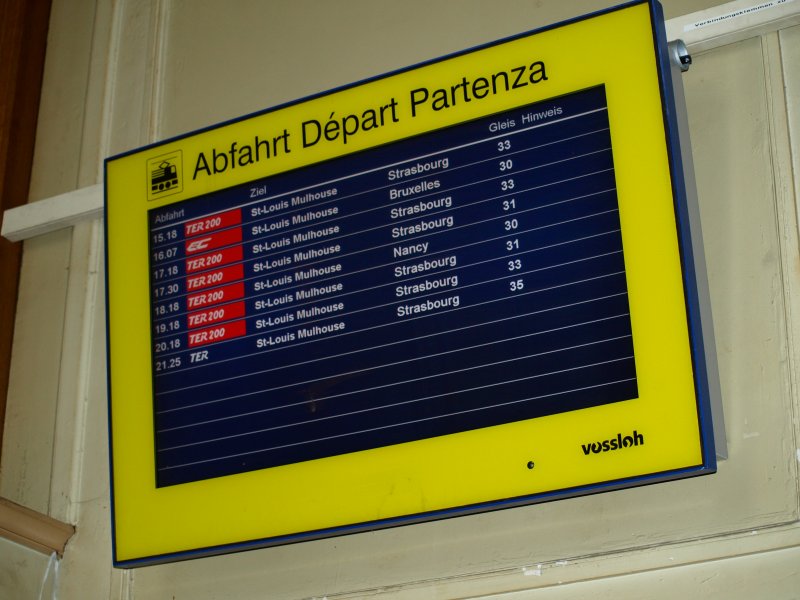 Verbindungsklemmen zu
Abfahrt Départ Partenza
Abfahrt Ziel Gleis Hinweis
15.18 TER 200 St-Louis Mulhouse Strasbourg 33
16.07 EC St-Louis Mulhouse Bruxelles 30
17.18 TER 200 St-Louis Mulhouse Strasbourg 33
17.30 TER 200 St-Louis Mulhouse Strasbourg 31
18.18 TER 200 St-Louis Mulhouse Nancy 30
19.18 TER 200 St-Louis Mulhouse Strasbourg 31
20.18 TER 200 St-Louis Mulhouse Strasbourg 33
21.25 TER St-Louis Mulhouse Strasbourg 35
vossloh